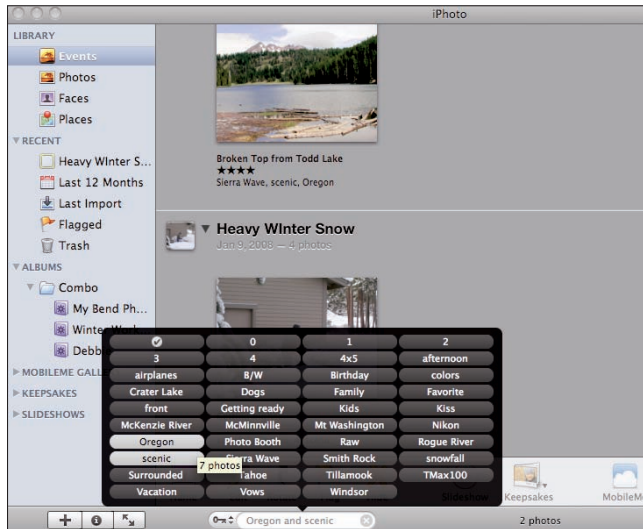 iPhoto
LIBRARY
Events
Photos
Faces
Places
RECENT
Heavy WInter S...
Last 12 Months
Last Import
Flagged
Trash
ALBUMS
Combo
My Bend Ph...
Debb
MOBILEME GALL
KEEPSAKES
SLIDESHOWS
Broken Top from Todd Lake
★★★★
Sierra Wave, scenic, Oregon
Heavy WInter Snow
Jan 9, 2008 — 4 photos
0 1 2
3 4 4x5 afternoon
airplanes B/W Birthday colors
Crater Lake Dogs Family Favorite
front Getting ready Kids Kiss
McKenzie River McMinnville Mt Washington Nikon
Oregon Photo Booth Raw Rogue River
scenic Sierra Wave Smith Rock snowfall
7 photos
Surrounded Tahoe Tillamook TMax100
Vacation Vows Windsor
Slideshow Keepsakes MobileM
Oregon and scenic
2 photos